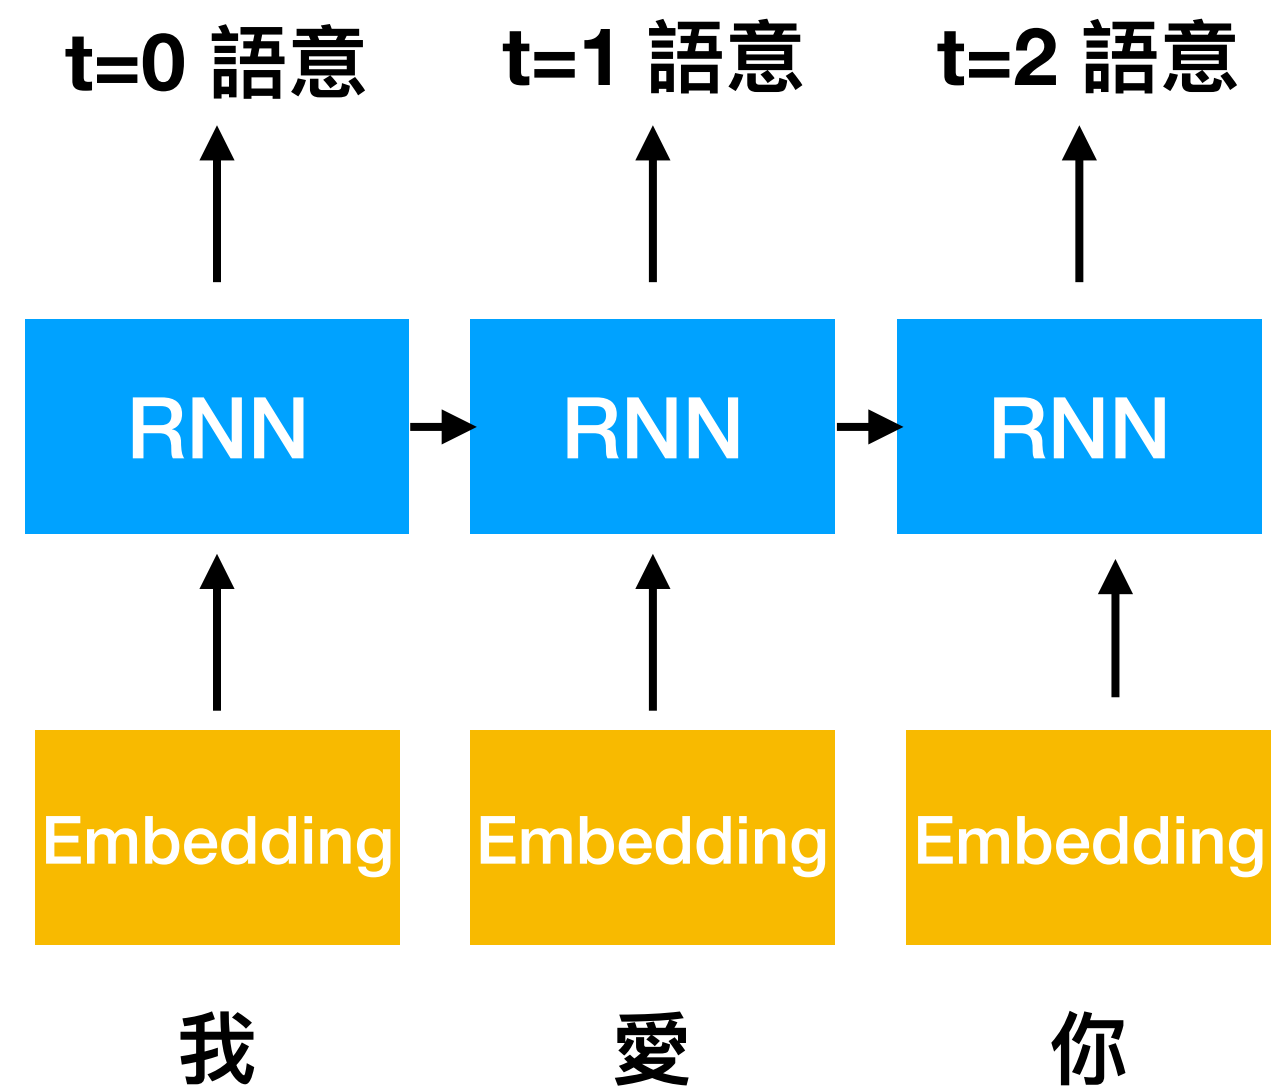 t=0 語意 t=1 語意 t=2 語意
RNN RNN RNN
Embedding Embedding Embedding
我 愛 你